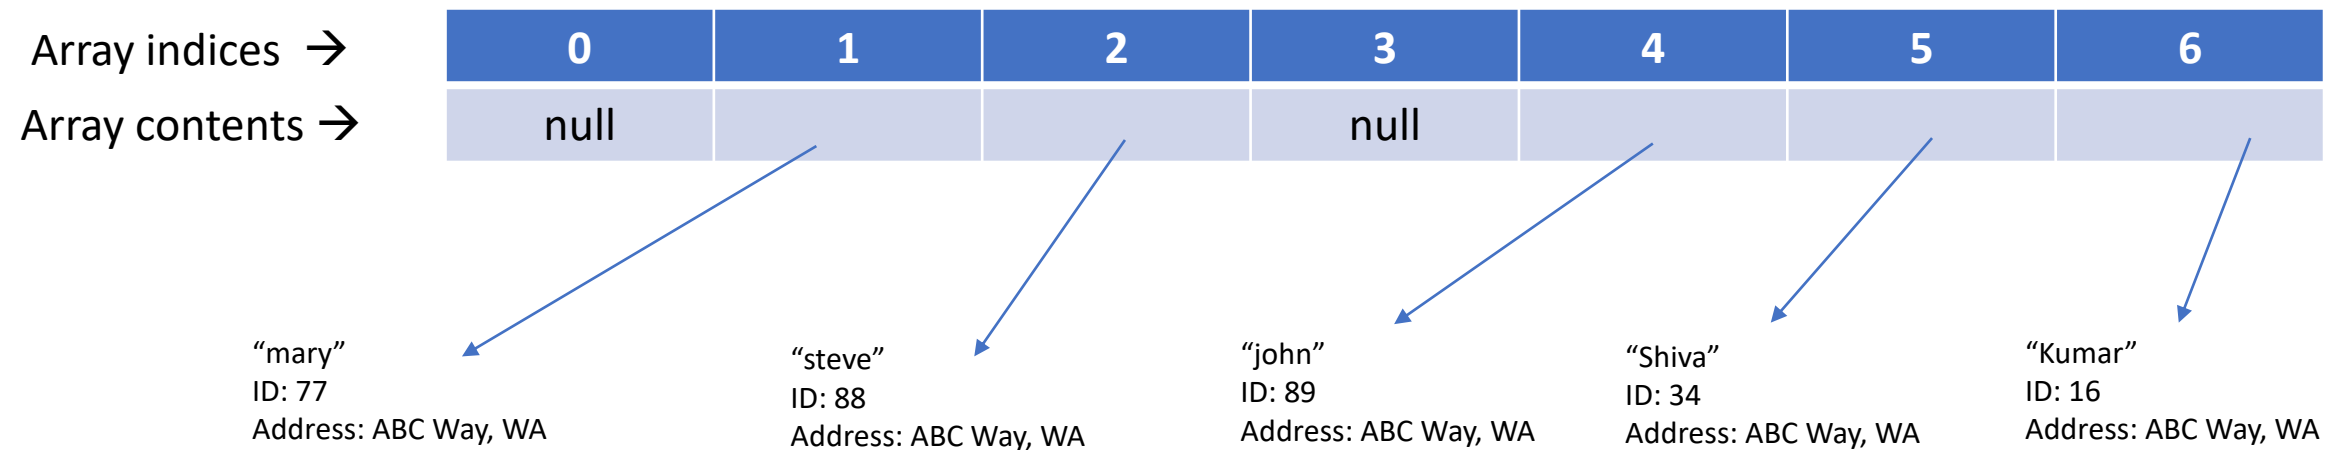 Array indices → 0 1 2 3 4 5 6
Array contents → null null
“mary”
ID: 77
Address: ABC Way, WA
“steve”
ID: 88
Address: ABC Way, WA
“john”
ID: 89
Address: ABC Way, WA
“Shiva”
ID: 34
Address: ABC Way, WA
“Kumar”
ID: 16
Address: ABC Way, WA